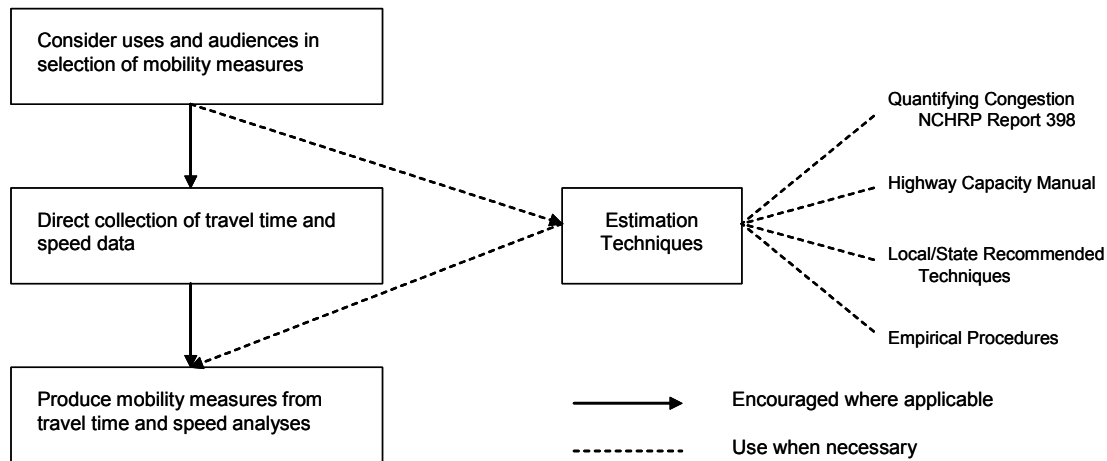 Consider uses and audiences in
selection of mobility measures
Direct collection of travel time and
speed data
Produce mobility measures from
travel time and speed analyses
Estimation
Techniques
Quantifying Congestion
NCHRP Report 398
Highway Capacity Manual
Local/State Recommended
Techniques
Empirical Procedures
Encouraged where applicable
Use when necessary